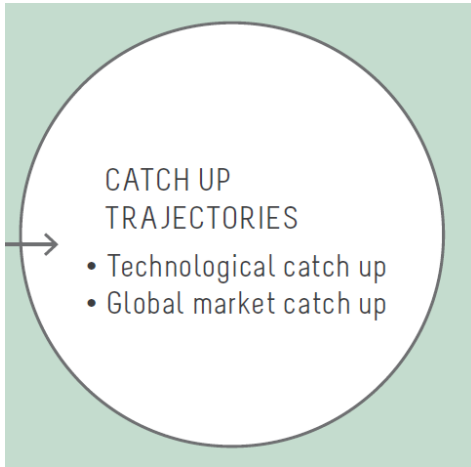 CATCH UP
TRAJECTORIES
• Technological catch up
• Global market catch up